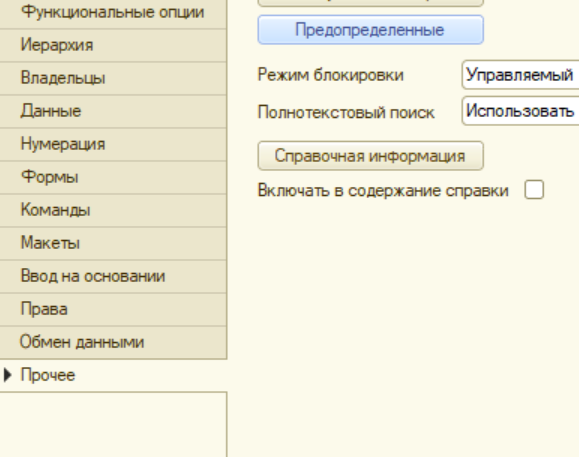 Функциональные опции
Иерархия
Владельцы
Данные
Нумерация
Формы
Команды
Макеты
Ввод на основании
Права
Обмен данными
Прочее
Предопределенные
Режим блокировки Управляемый
Полнотекстовый поиск Использовать
Справочная информация
Включать в содержание справки